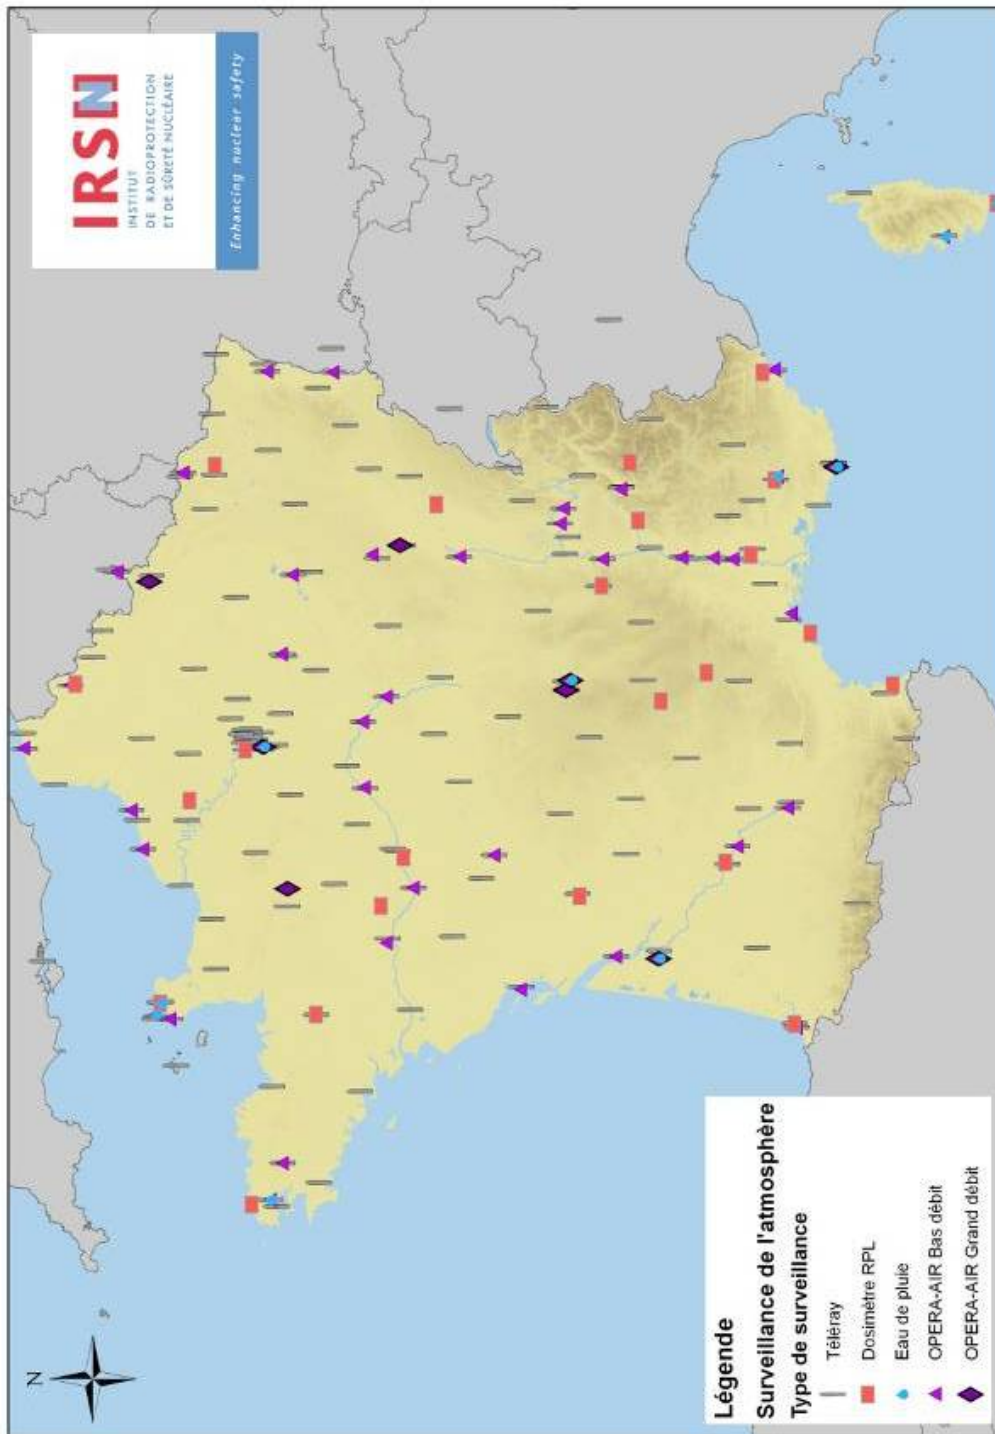 IRSN
INSTITUT
DE RADIOPROTECTION
ET DE SÛRETÉ NUCLÉAIRE
Enhancing nuclear safety
N
Légende
Surveillance de l'atmosphère
Type de surveillance
Téléray
Dosimètre RPL
Eau de pluie
OPERA-AIR Bas débit
OPERA-AIR Grand débit